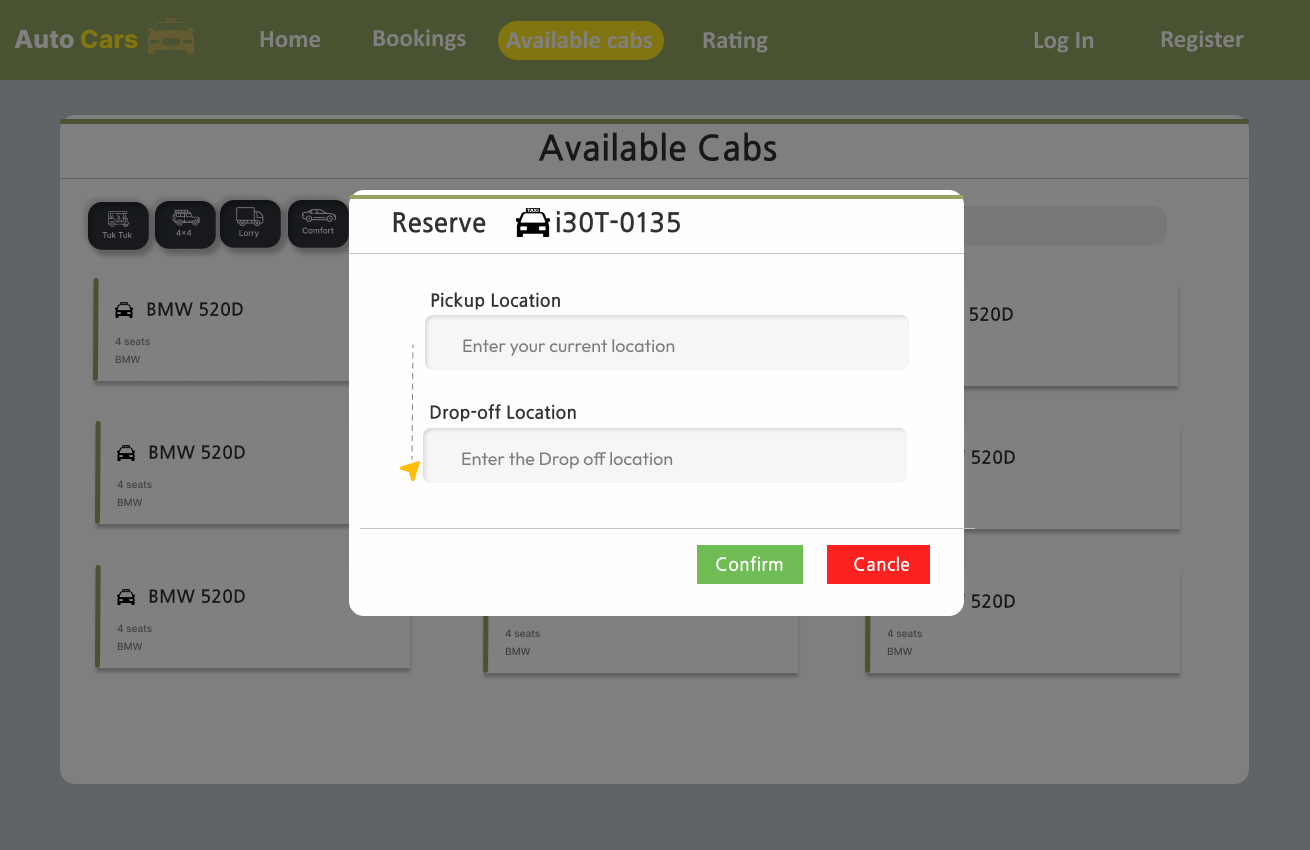 Auto Cars
Home
Bookings
Available cabs
Rating
Log In
Register
Available Cabs
Tuk Tuk
4×4
Lorry
Comfort
Reserve
TAXI
i30T-0135
Pickup Location
Enter your current location
Drop-off Location
Enter the Drop off location
Confirm
Cancle
BMW 520D
4 seats
BMW
520D
BMW 520D
4 seats
BMW
520D
BMW 520D
4 seats
BMW
4 seats
BMW
520D
4 seats
BMW